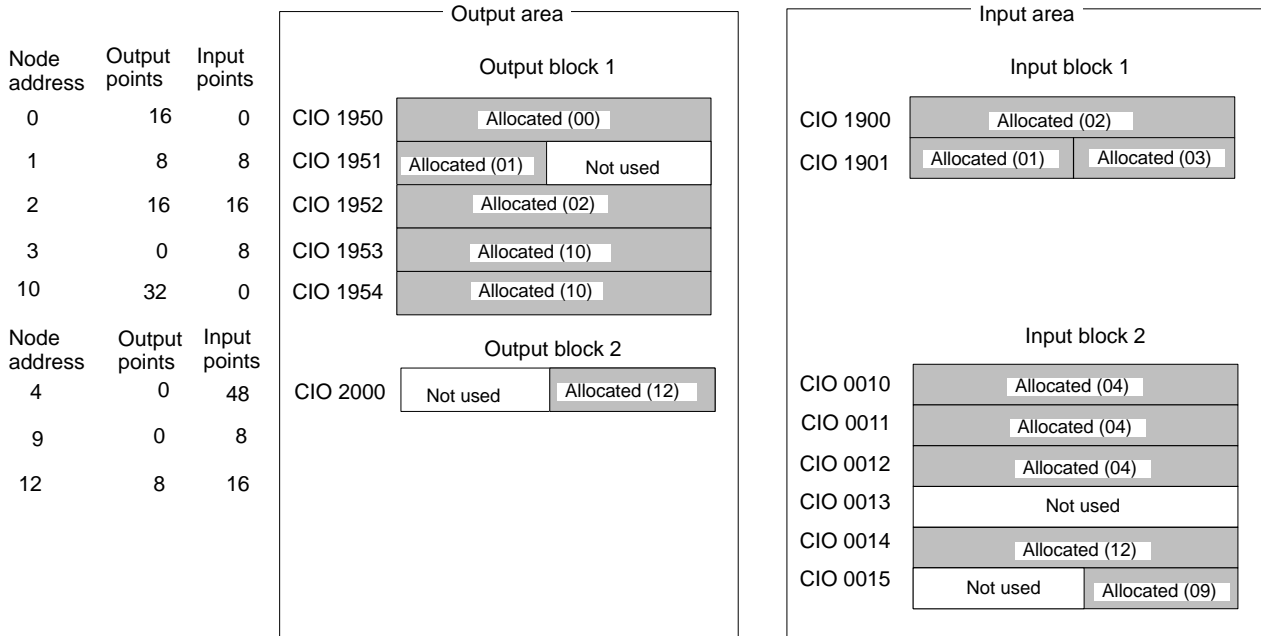 Output area
Input area
Node address
Output points
Input points
Output block 1
Input block 1
0 16 0
CIO 1950 Allocated (00)
CIO 1900 Allocated (02)
1 8 8
CIO 1951 Allocated (01) Not used
CIO 1901 Allocated (01) Allocated (03)
2 16 16
CIO 1952 Allocated (02)
3 0 8
CIO 1953 Allocated (10)
10 32 0
CIO 1954 Allocated (10)
Node address
Output points
Input points
Output block 2
Input block 2
4 0 48
CIO 2000 Not used Allocated (12)
CIO 0010 Allocated (04)
9 0 8
CIO 0011 Allocated (04)
12 8 16
CIO 0012 Allocated (04)
CIO 0013 Not used
CIO 0014 Allocated (12)
CIO 0015 Not used Allocated (09)